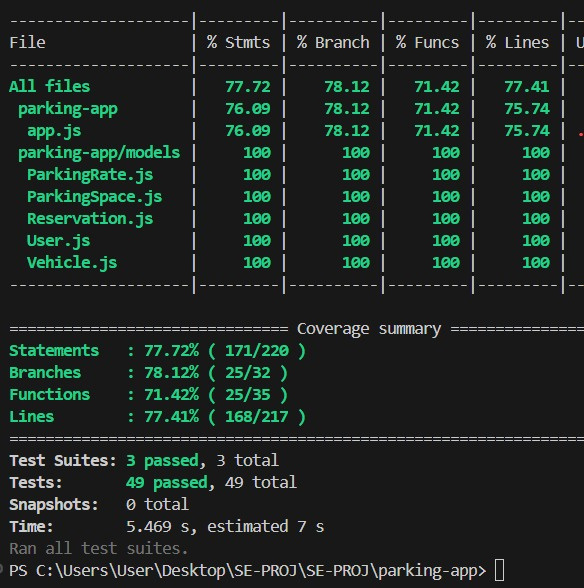 -------------------|---------|----------|---------|---------|--
File               | % Stmts | % Branch | % Funcs | % Lines | U
-------------------|---------|----------|---------|---------|--
All files          |   77.72 |    78.12 |   71.42 |   77.41 |
 parking-app       |   76.09 |    78.12 |   71.42 |   75.74 |
  app.js           |   76.09 |    78.12 |   71.42 |   75.74 | .
 parking-app/models |     100 |      100 |     100 |     100 |
  ParkingRate.js   |     100 |      100 |     100 |     100 |
  ParkingSpace.js  |     100 |      100 |     100 |     100 |
  Reservation.js   |     100 |      100 |     100 |     100 |
  User.js          |     100 |      100 |     100 |     100 |
  Vehicle.js       |     100 |      100 |     100 |     100 |
-------------------|---------|----------|---------|---------|--
============================== Coverage summary ===============
Statements   : 77.72% ( 171/220 )
Branches     : 78.12% ( 25/32 )
Functions    : 71.42% ( 25/35 )
Lines        : 77.41% ( 168/217 )
===============================================================
Test Suites: 3 passed, 3 total
Tests:       49 passed, 49 total
Snapshots:   0 total
Time:        5.469 s, estimated 7 s
Ran all test suites.
PS C:\Users\User\Desktop\SE-PROJ\SE-PROJ\parking-app>